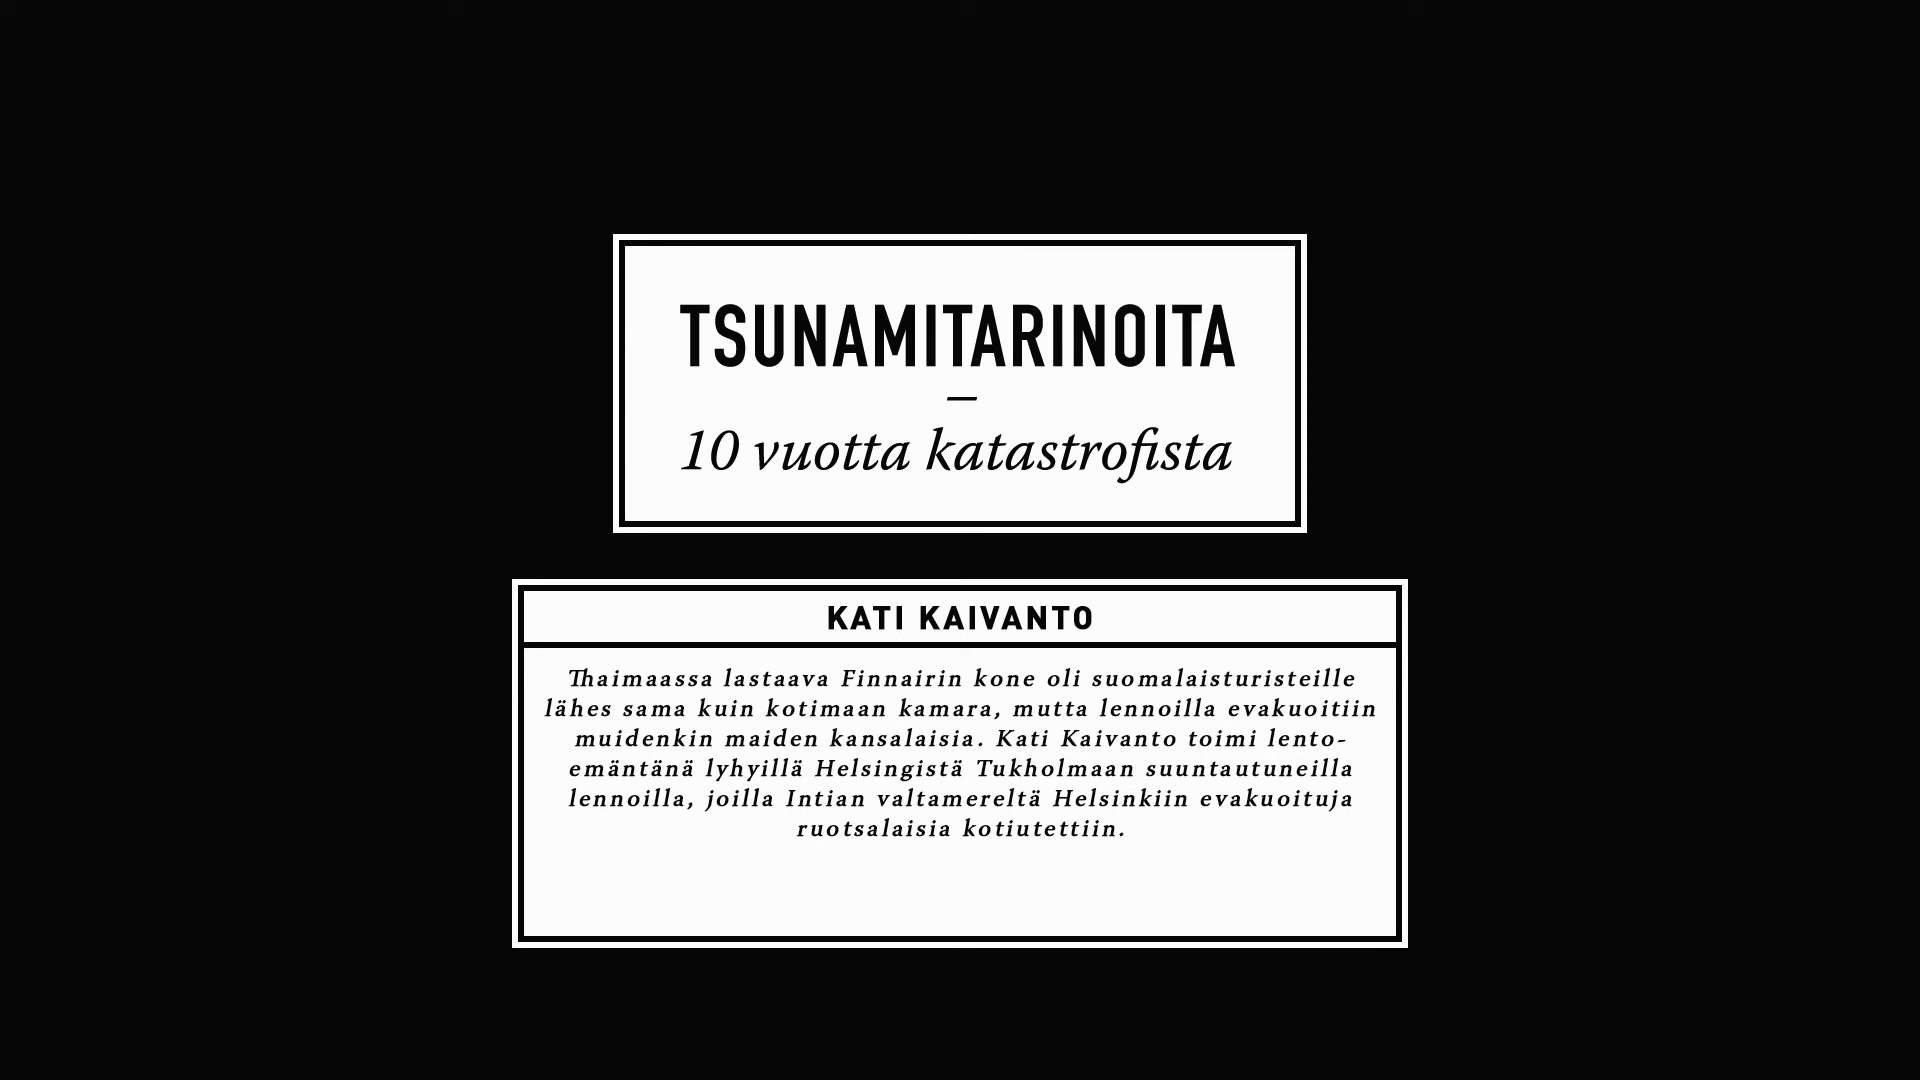 TSUNAMITARINOITA
–
10 vuotta katastrofista
KATI KAIVANTO
Thaimaassa lastaava Finnairin kone oli suomalaisturisteille
lähes sama kuin kotimaan kamara, mutta lennoilla evakuoitiin
muidenkin maiden kansalaisia. Kati Kaivanto toimi lento-
emäntänä lyhyillä Helsingistä Tukholmaan suuntautuneilla
lennoilla, joilla Intian valtamereltä Helsinkiin evakuoituja
ruotsalaisia kotiutettiin.